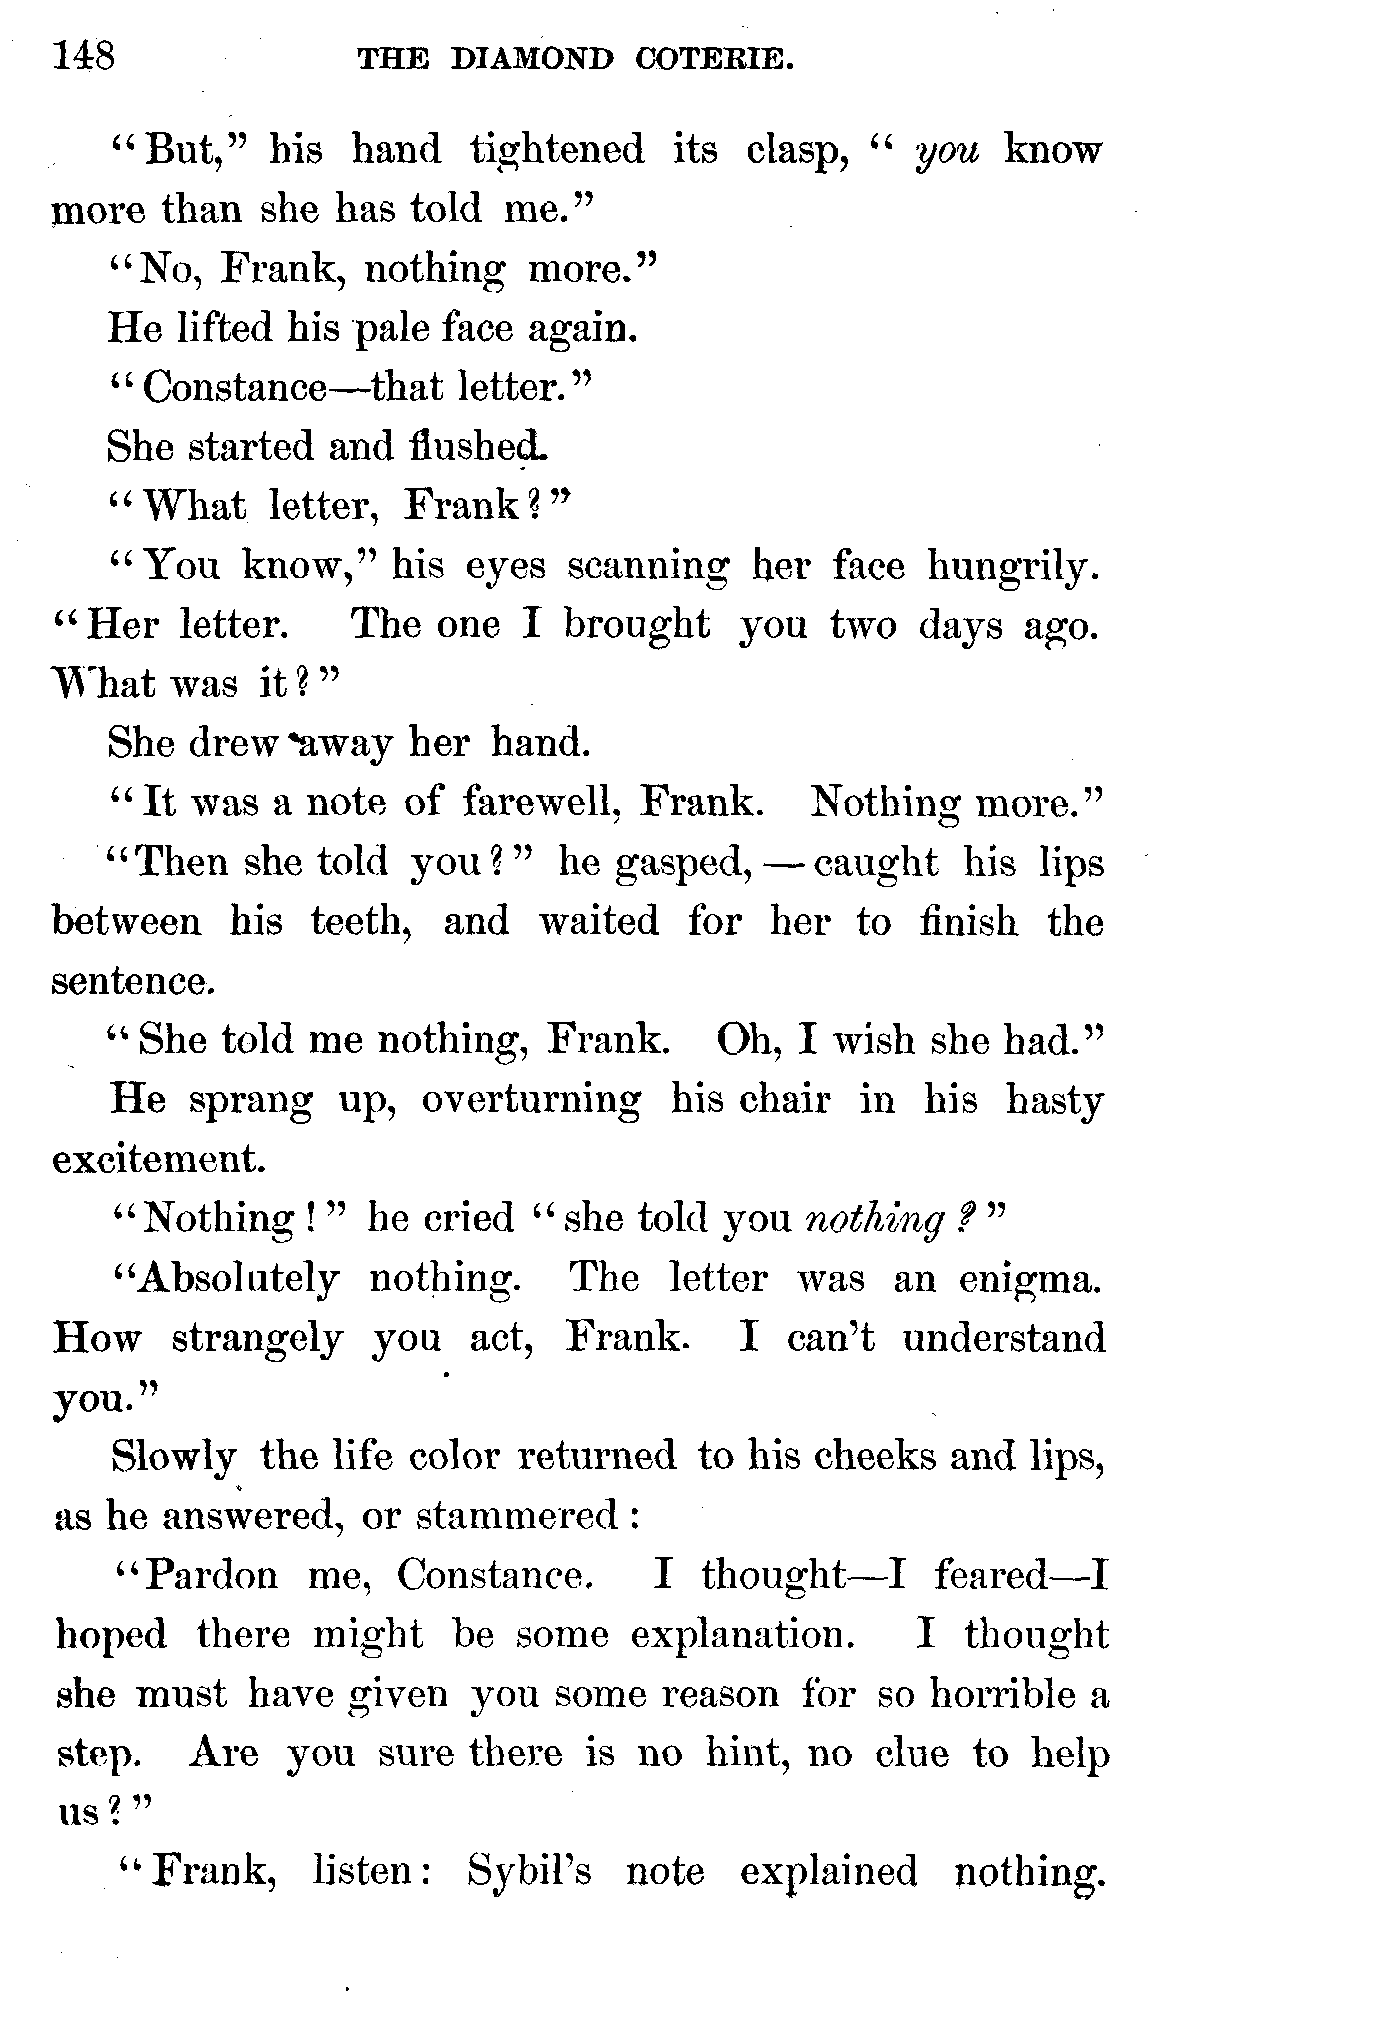 148 THE DIAMOND COTERIE.
“But,” his hand tightened its clasp, “you know
more than she has told me.”
“No, Frank, nothing more.”
He lifted his pale face again.
“Constance—that letter.”
She started and flushed.
“What letter, Frank?”
“You know,” his eyes scanning her face hungrily.
“Her letter. The one I brought you two days ago.
What was it?”
She drew away her hand.
“It was a note of farewell, Frank. Nothing more.”
“Then she told you?” he gasped,—caught his lips
between his teeth, and waited for her to finish the
sentence.
“She told me nothing, Frank. Oh, I wish she had.”
He sprang up, overturning his chair in his hasty
excitement.
“Nothing!” he cried “she told you nothing?”
“Absolutely nothing. The letter was an enigma.
How strangely you act, Frank. I can’t understand
you.”
Slowly the life color returned to his cheeks and lips,
as he answered, or stammered:
“Pardon me, Constance. I thought—I feared—I
hoped there might be some explanation. I thought
she must have given you some reason for so horrible a
step. Are you sure there is no hint, no clue to help
us?”
“Frank, listen: Sybil’s note explained nothing.